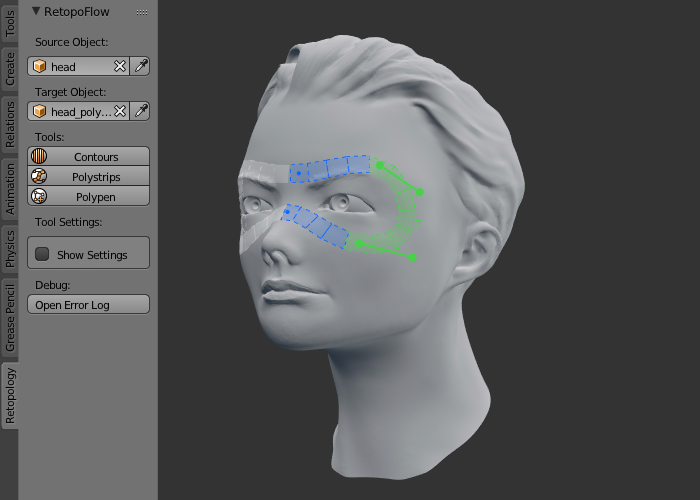 RetopoFlow
Source Object:
head
Target Object:
head_poly...
Tools:
Contours
Polystrips
Polypen
Tool Settings:
Show Settings
Debug:
Open Error Log
Tools
Create
Relations
Animation
Physics
Grease Pencil
Retopology